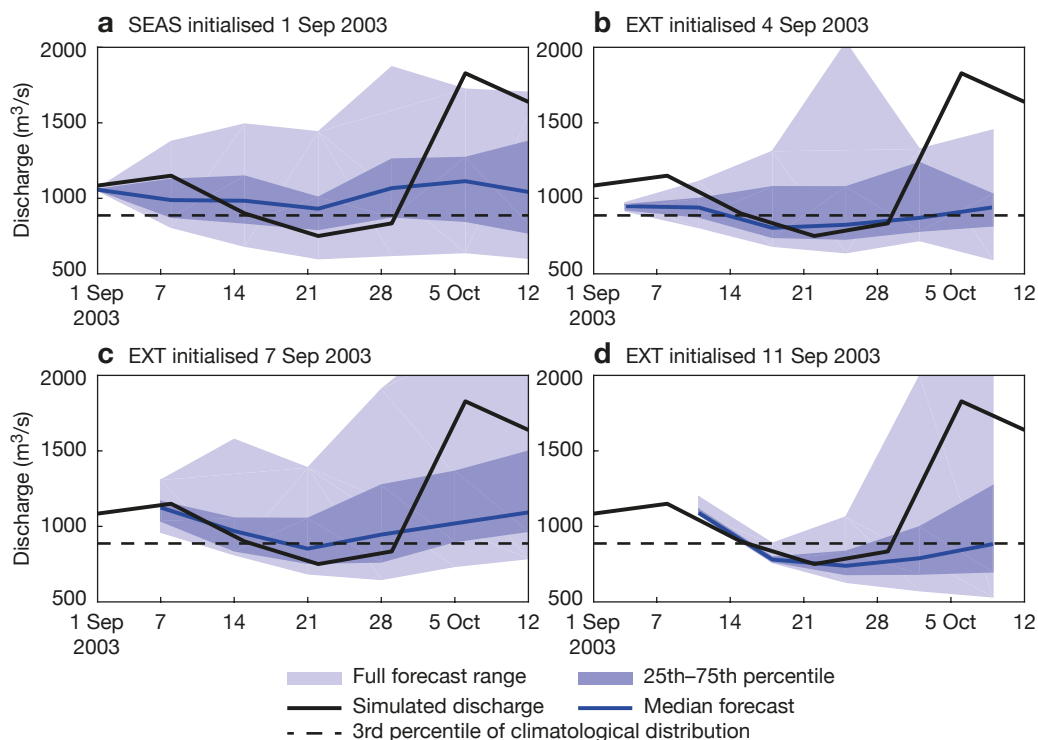 a SEAS initialised 1 Sep 2003
b EXT initialised 4 Sep 2003
Discharge (m³/s)
2000
1500
1000
500
1 Sep 7 14 21 28 5 Oct 12
2003
2000
1500
1000
500
1 Sep 7 14 21 28 5 Oct 12
2003
c EXT initialised 7 Sep 2003
d EXT initialised 11 Sep 2003
Discharge (m³/s)
2000
1500
1000
500
1 Sep 7 14 21 28 5 Oct 12
2003
2000
1500
1000
500
1 Sep 7 14 21 28 5 Oct 12
2003
Full forecast range
25th–75th percentile
Simulated discharge
Median forecast
3rd percentile of climatological distribution